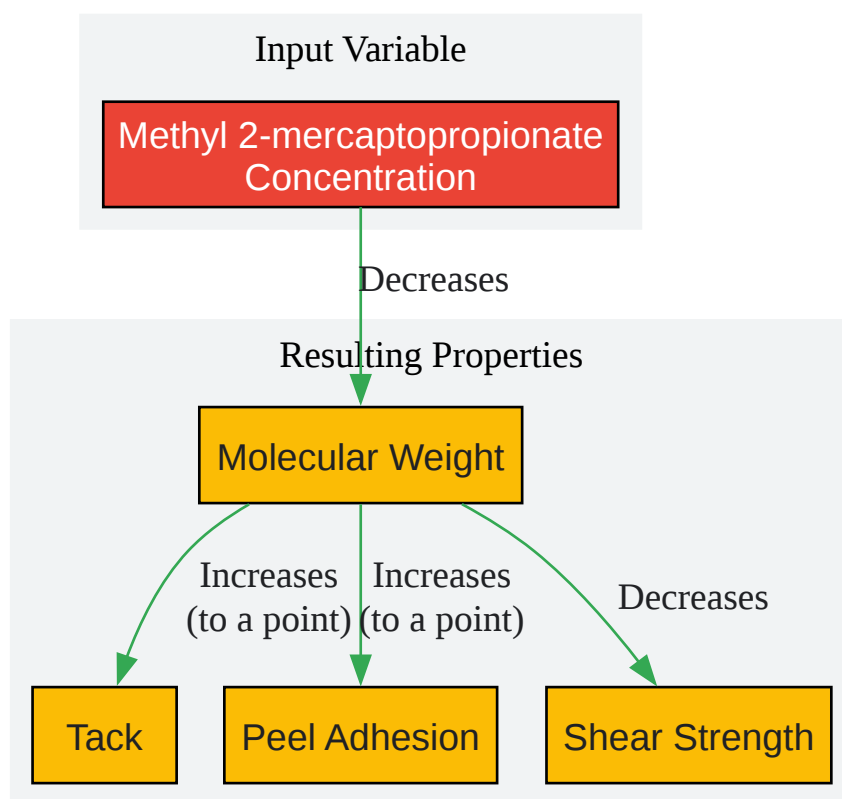 Input Variable
Methyl 2-mercaptopropionate
Concentration
Decreases
Resulting Properties
Molecular Weight
Increases
(to a point)
Increases
(to a point)
Decreases
Tack
Peel Adhesion
Shear Strength